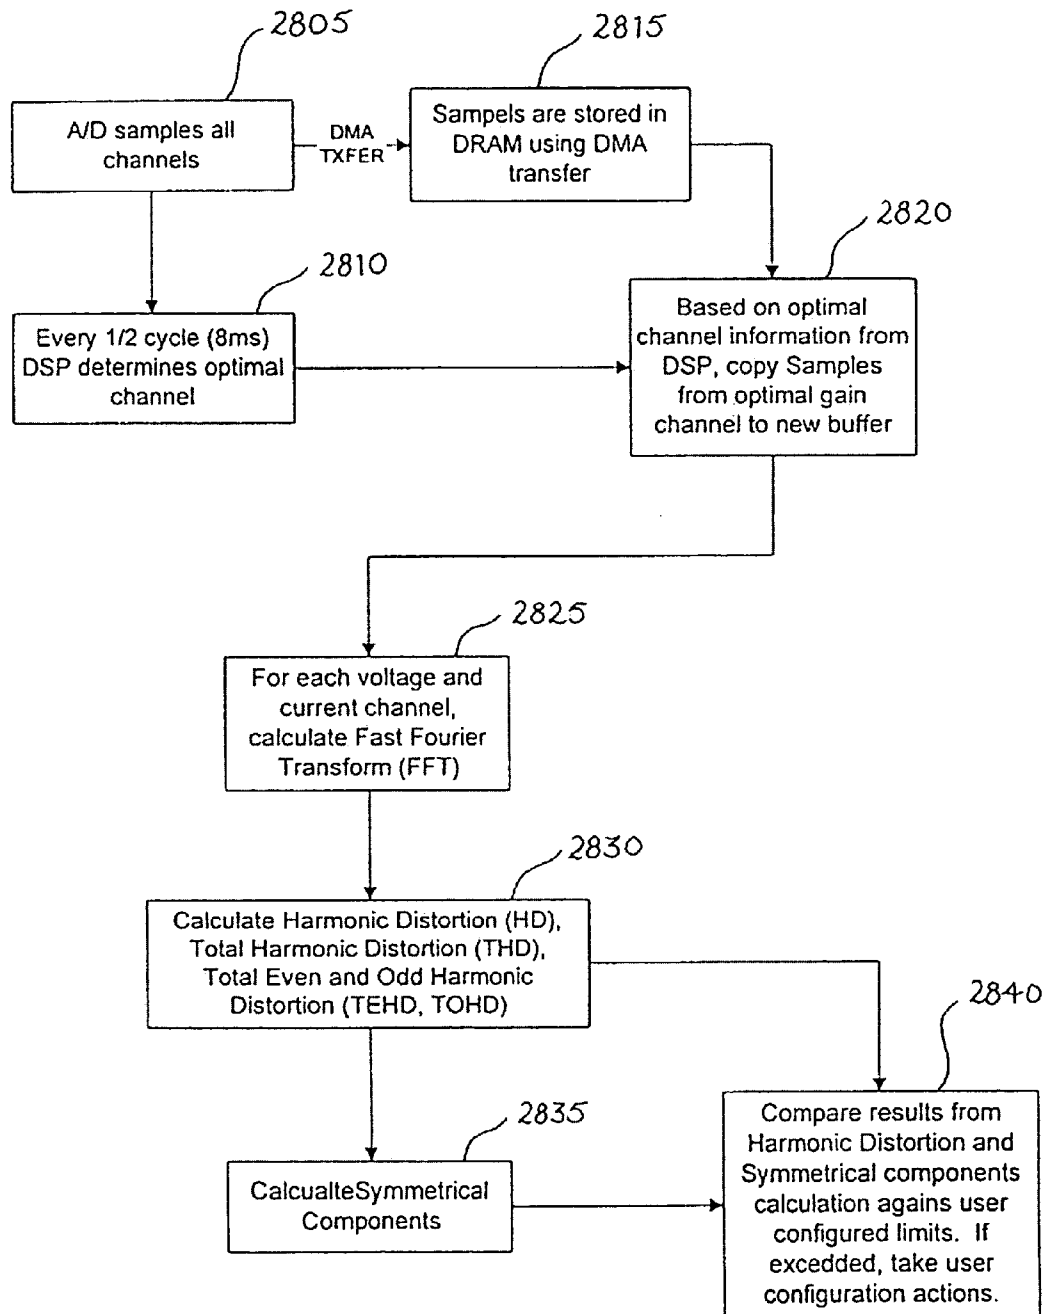 2805
2815
A/D samples all
channels
DMA
TXFER
Sampels are stored in
DRAM using DMA
transfer
2820
2810
Every 1/2 cycle (8ms)
DSP determines optimal
channel
Based on optimal
channel information from
DSP, copy Samples
from optimal gain
channel to new buffer
2825
For each voltage and
current channel,
calculate Fast Fourier
Transform (FFT)
2830
Calculate Harmonic Distortion (HD),
Total Harmonic Distortion (THD),
Total Even and Odd Harmonic
Distortion (TEHD, TOHD)
2840
2835
CalcualteSymmetrical
Components
Compare results from
Harmonic Distortion and
Symmetrical components
calculation agains user
configured limits. If
excedded, take user
configuration actions.